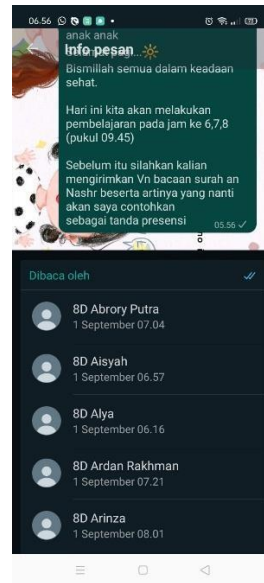 06.56
anak anak
Info pesan
Bismillah semua dalam keadaan
sehat.
Hari ini kita akan melakukan
pembelajaran pada jam ke 6,7,8
(pukul 09.45)
Sebelum itu silahkan kalian
mengirimkan Vn bacaan surah an
Nashr beserta artinya yang nanti
akan saya contohkan
sebagai tanda presensi
05.56
Dibaca oleh
8D Abrory Putra
1 September 07.04
8D Aisyah
1 September 06.57
8D Alya
1 September 06.16
8D Ardan Rakhman
1 September 07.21
8D Arinza
1 September 08.01